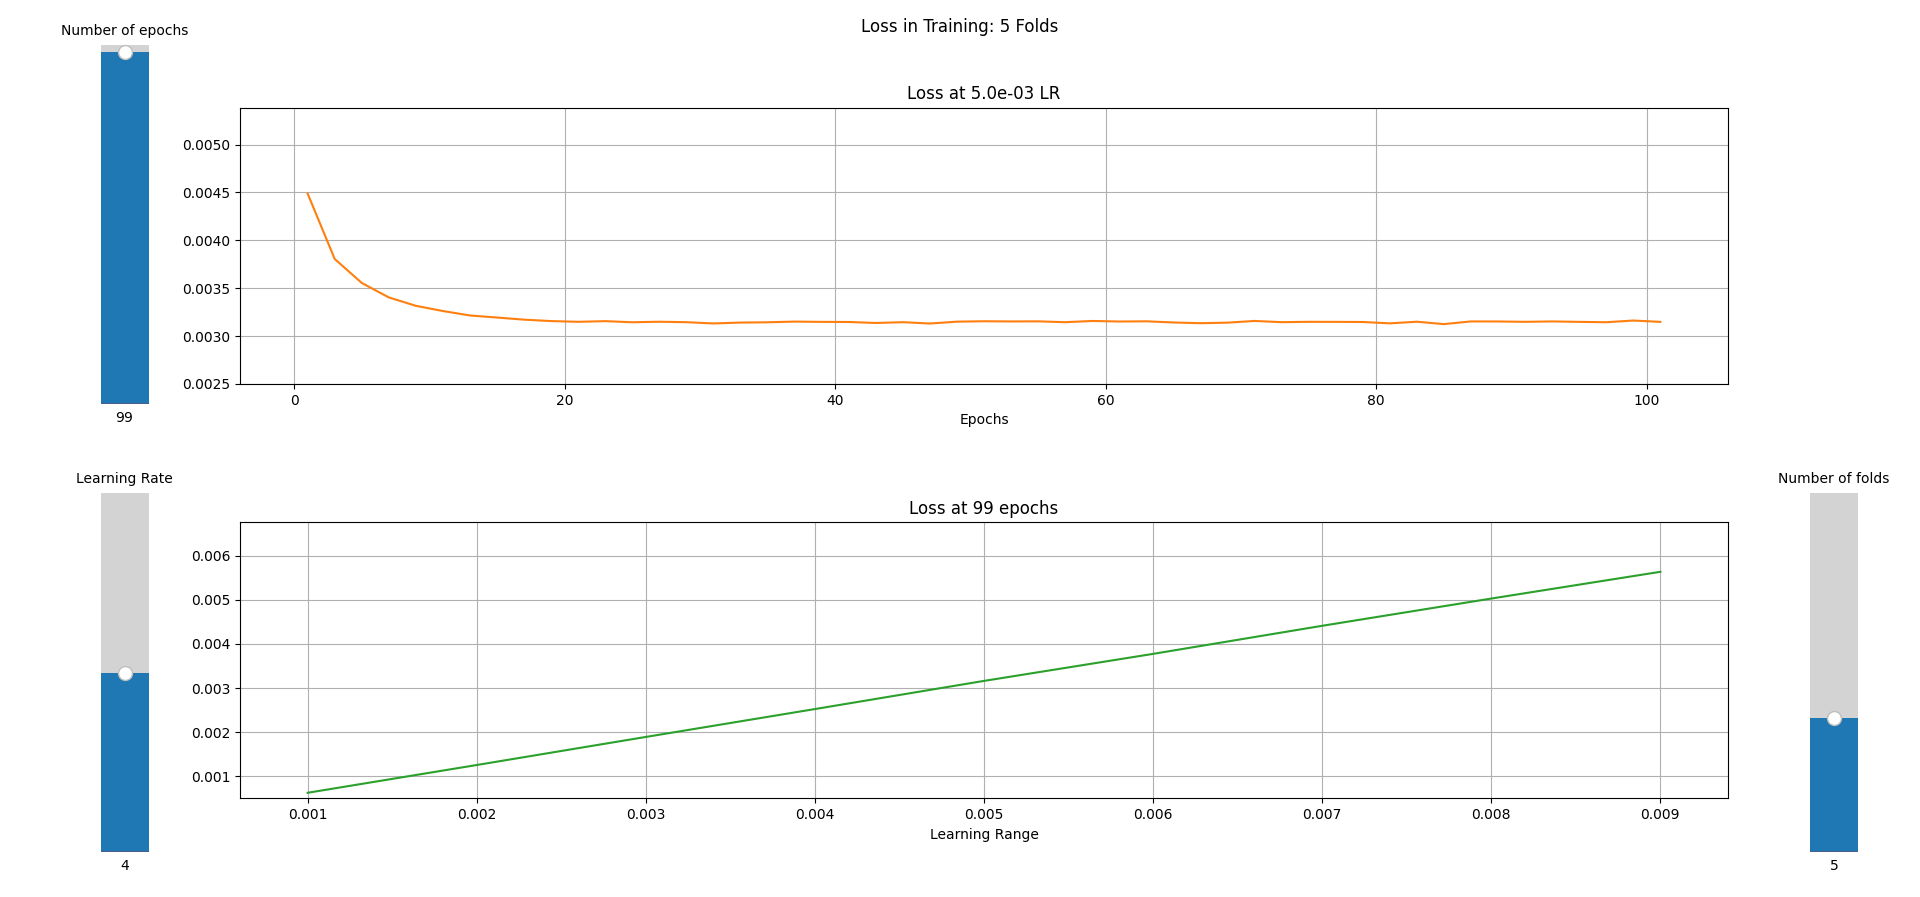 Loss in Training: 5 Folds
Number of epochs
99
Loss at 5.0e-03 LR
0.0050
0.0045
0.0040
0.0035
0.0030
0.0025
0 20 40 60 80 100
Epochs
Learning Rate
4
Loss at 99 epochs
0.006
0.005
0.004
0.003
0.002
0.001
0.001 0.002 0.003 0.004 0.005 0.006 0.007 0.008 0.009
Learning Range
Number of folds
5